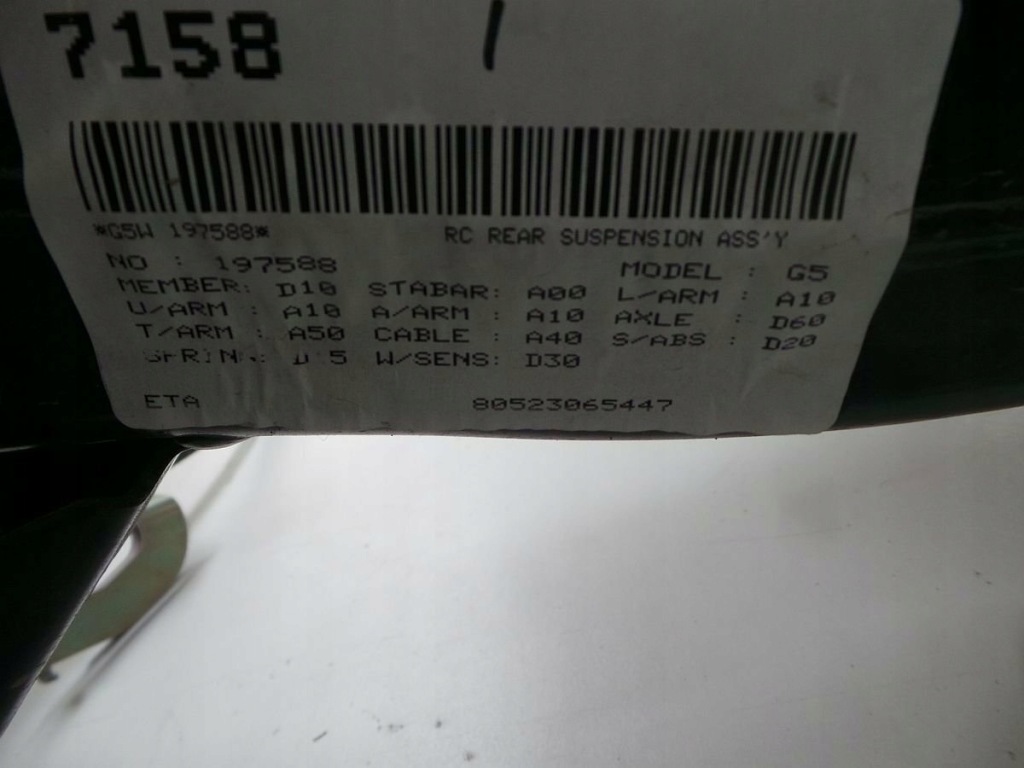 7158
*G5W 197588* RC REAR SUSPENSION ASS'Y
NO : 197588 MODEL : G5
MEMBER: D10 STABAR: A00 L/ARM : A10
U/ARM : A10 A/ARM : A10 AXLE : D60
T/ARM : A50 CABLE : A40 S/ABS : D20
W/SENS: D30
ETA 80523065447